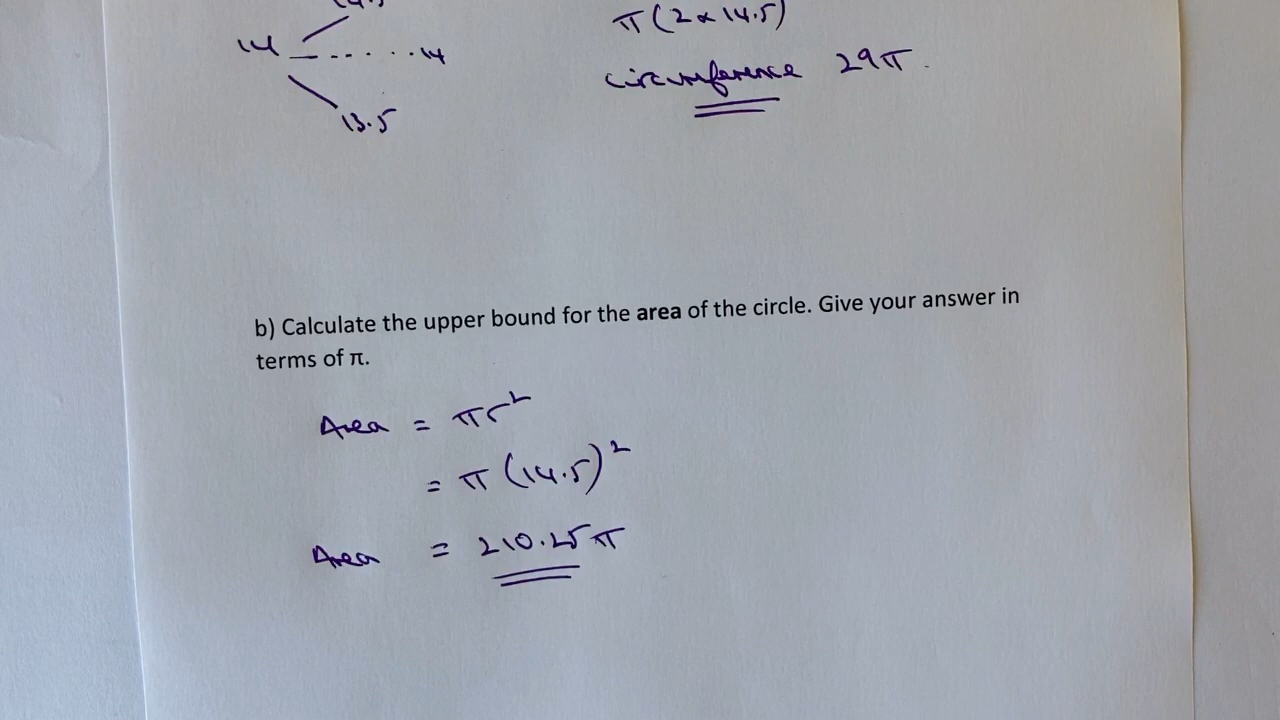 π(2×14.5)
14 - - - · · · · 14
circumference 29π.
13.5
b) Calculate the upper bound for the area of the circle. Give your answer in
terms of π.
Area = πr²
= π(14.5)²
Area = 210.25π